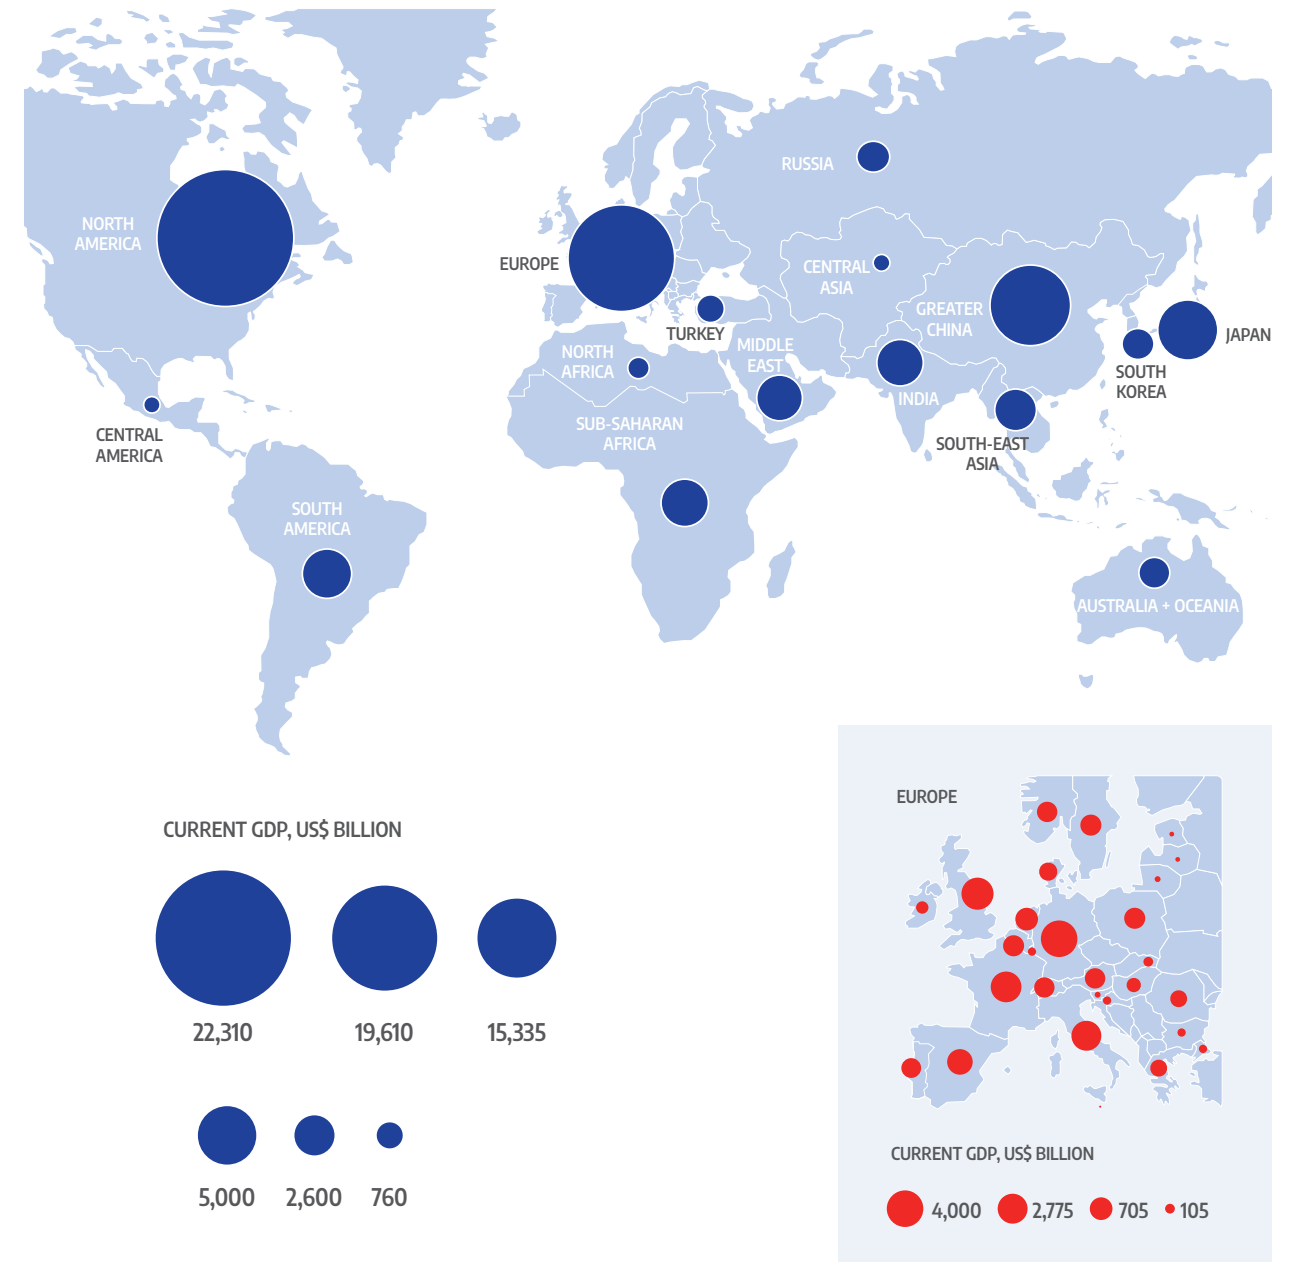 RUSSIA
NORTH
AMERICA
EUROPE
CENTRAL
ASIA
GREATER
CHINA
TURKEY
JAPAN
NORTH
AFRICA
MIDDLE
EAST
SOUTH
KOREA
INDIA
CENTRAL
AMERICA
SUB-SAHARAN
AFRICA
SOUTH-EAST
ASIA
SOUTH
AMERICA
AUSTRALIA + OCEANIA
CURRENT GDP, US$ BILLION
22,310
19,610
15,335
5,000
2,600
760
EUROPE
CURRENT GDP, US$ BILLION
4,000
2,775
705
105